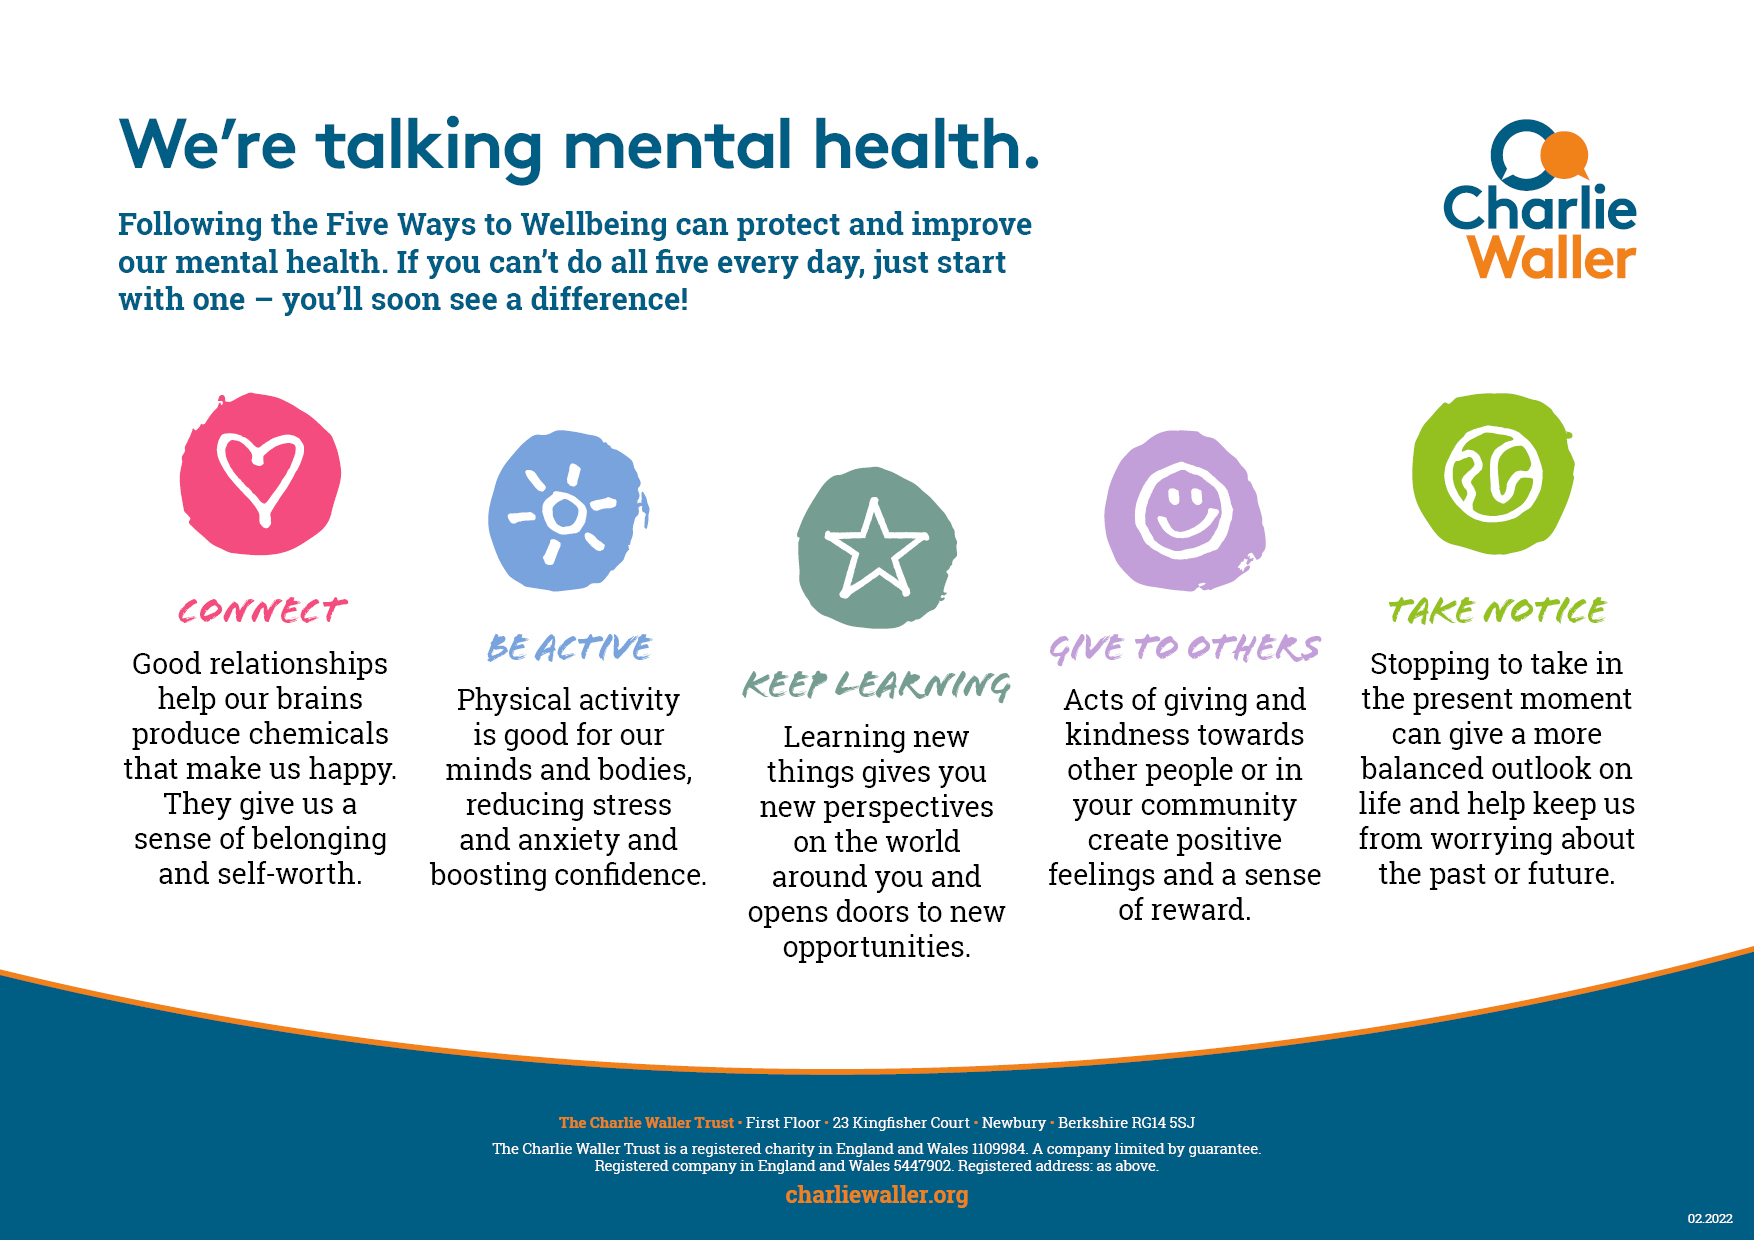 We're talking mental health.
Following the Five Ways to Wellbeing can protect and improve
our mental health. If you can't do all five every day, just start
with one – you'll soon see a difference!
Charlie
Waller
CONNECT
Good relationships
help our brains
produce chemicals
that make us happy.
They give us a
sense of belonging
and self-worth.
BE ACTIVE
Physical activity
is good for our
minds and bodies,
reducing stress
and anxiety and
boosting confidence.
KEEP LEARNING
Learning new
things gives you
new perspectives
on the world
around you and
opens doors to new
opportunities.
GIVE TO OTHERS
Acts of giving and
kindness towards
other people or in
your community
create positive
feelings and a sense
of reward.
TAKE NOTICE
Stopping to take in
the present moment
can give a more
balanced outlook on
life and help keep us
from worrying about
the past or future.
The Charlie Waller Trust • First Floor • 23 Kingfisher Court • Newbury • Berkshire RG14 5SJ
The Charlie Waller Trust is a registered charity in England and Wales 1109984. A company limited by guarantee.
Registered company in England and Wales 5447902. Registered address: as above.
charliewaller.org
02.2022